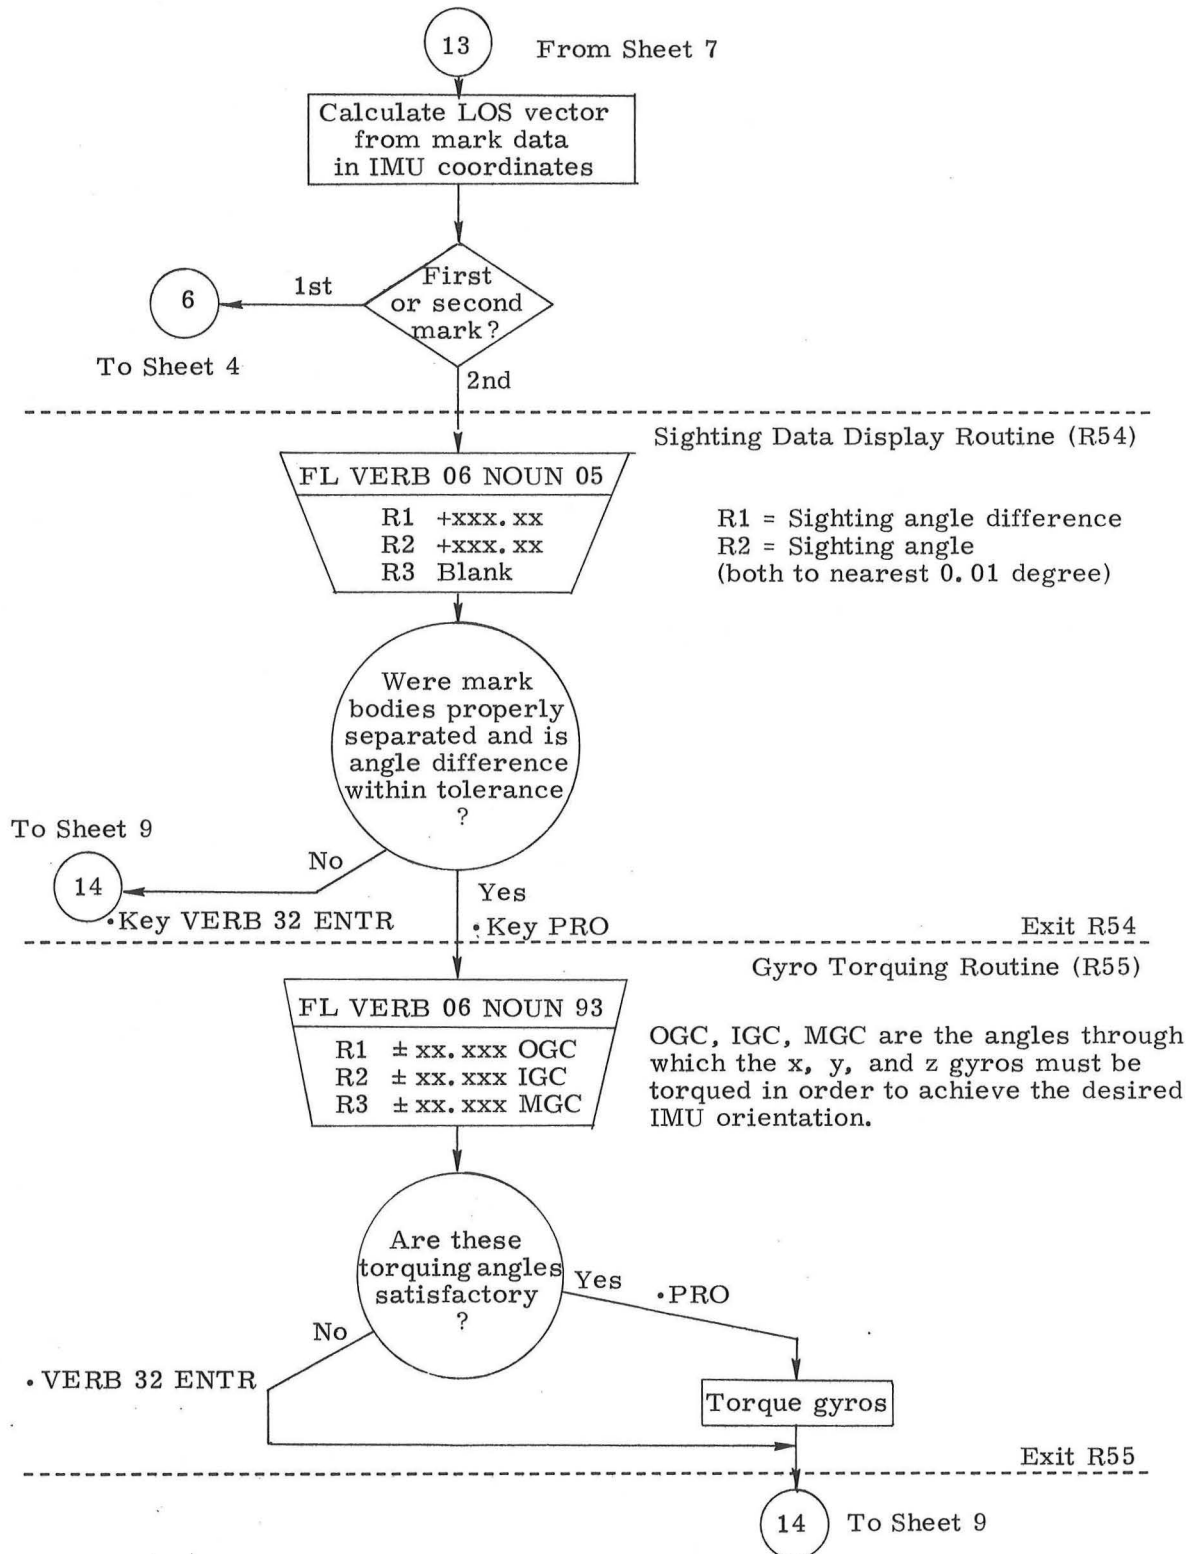 13
From Sheet 7
Calculate LOS vector
from mark data
in IMU coordinates
First
or second
mark?
1st
6
To Sheet 4
2nd
Sighting Data Display Routine (R54)
FL VERB 06 NOUN 05
R1 +xxx.xx
R2 +xxx.xx
R3 Blank
R1 = Sighting angle difference
R2 = Sighting angle
(both to nearest 0.01 degree)
Were mark
bodies properly
separated and is
angle difference
within tolerance
?
To Sheet 9
No
14
•Key VERB 32 ENTR
Yes
•Key PRO
Exit R54
Gyro Torquing Routine (R55)
FL VERB 06 NOUN 93
R1 ± xx.xxx OGC
R2 ± xx.xxx IGC
R3 ± xx.xxx MGC
OGC, IGC, MGC are the angles through
which the x, y, and z gyros must be
torqued in order to achieve the desired
IMU orientation.
Are these
torquing angles
satisfactory
?
Yes
•PRO
No
•VERB 32 ENTR
Torque gyros
Exit R55
14
To Sheet 9